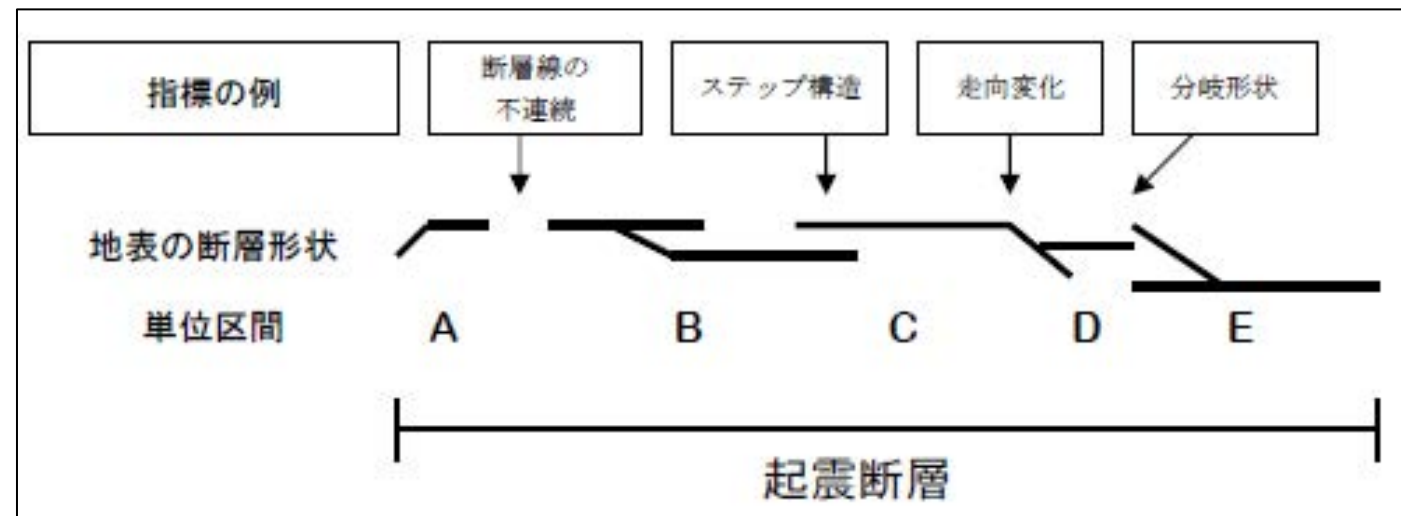 指標の例
断層線の
不連続
ステップ構造
走向変化
分岐形状
地表の断層形状
単位区間 A B C D E
起震断層